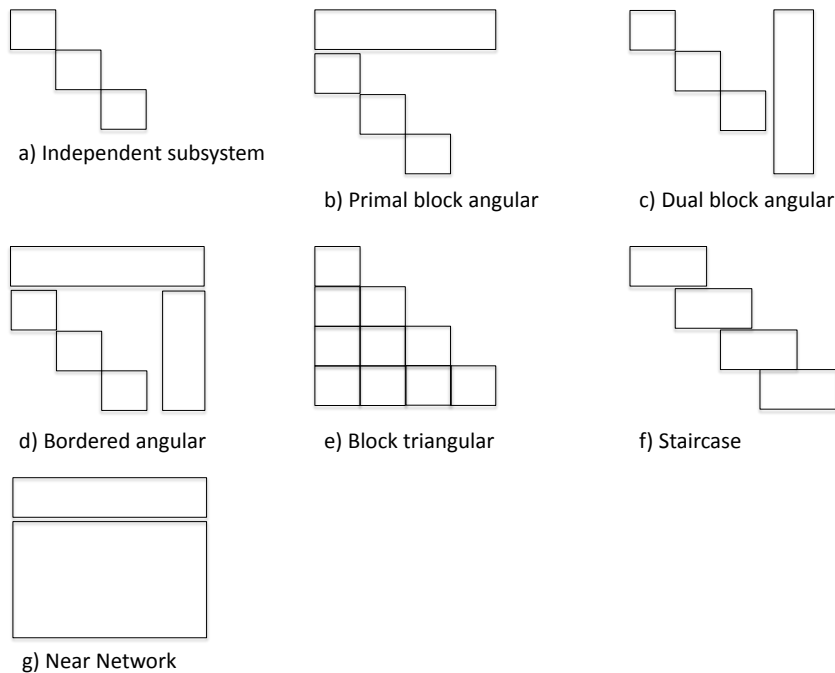 a) Independent subsystem
b) Primal block angular
c) Dual block angular
d) Bordered angular
e) Block triangular
f) Staircase
g) Near Network